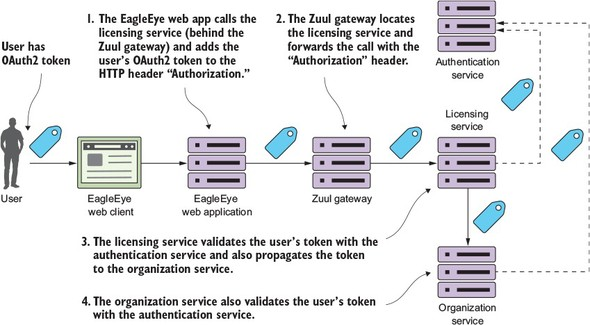 User has
OAuth2 token
1. The EagleEye web app calls the
licensing service (behind the
Zuul gateway) and adds the
user's OAuth2 token to the
HTTP header “Authorization.”
2. The Zuul gateway locates
the licensing service and
forwards the call with the
“Authorization” header.
Authentication
service
Licensing
service
User
EagleEye
web client
EagleEye
web application
Zuul gateway
3. The licensing service validates the user's token with the
authentication service and also propagates the token
to the organization service.
4. The organization service also validates the user's token
with the authentication service.
Organization
service